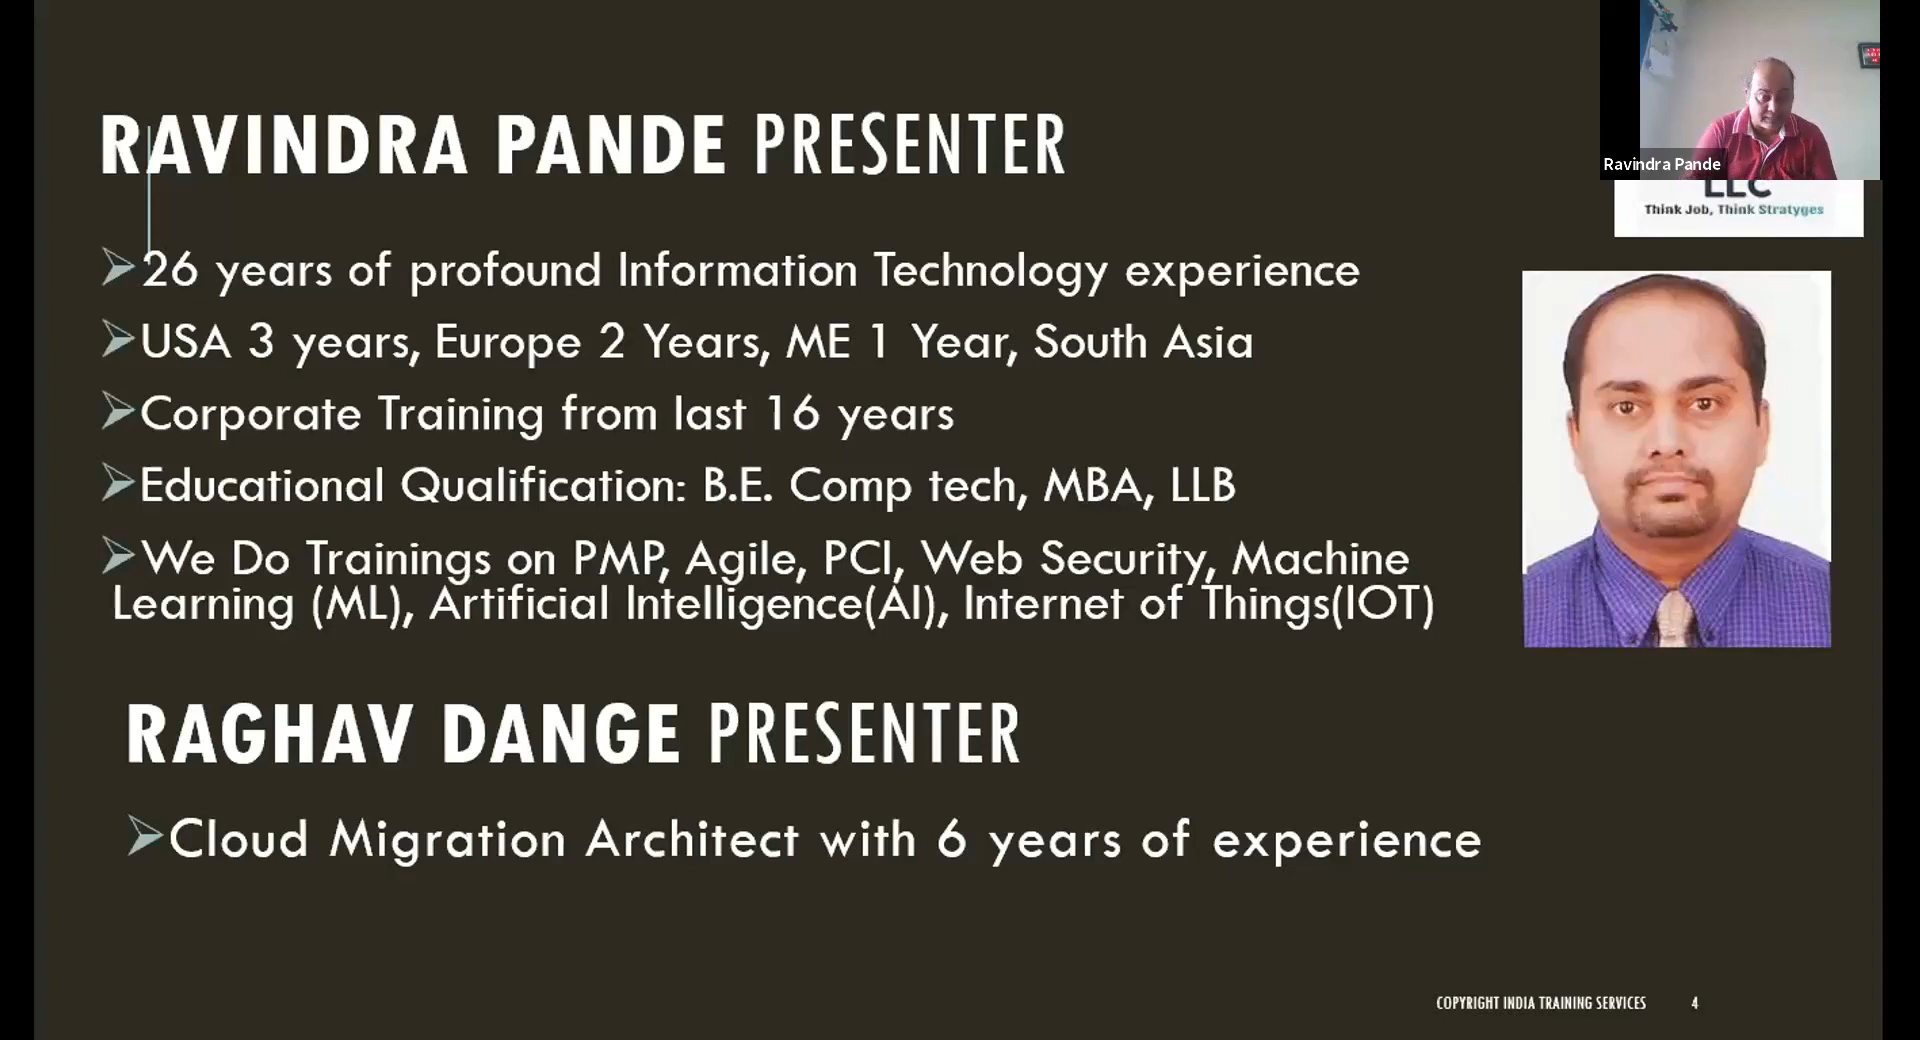 RAVINDRA PANDE PRESENTER
Ravindra Pande
LLC
Think Job, Think Stratyges
26 years of profound Information Technology experience
USA 3 years, Europe 2 Years, ME 1 Year, South Asia
Corporate Training from last 16 years
Educational Qualification: B.E. Comp tech, MBA, LLB
We Do Trainings on PMP, Agile, PCI, Web Security, Machine
Learning (ML), Artificial Intelligence(AI), Internet of Things(IOT)
RAGHAV DANGE PRESENTER
Cloud Migration Architect with 6 years of experience
COPYRIGHT INDIA TRAINING SERVICES 4